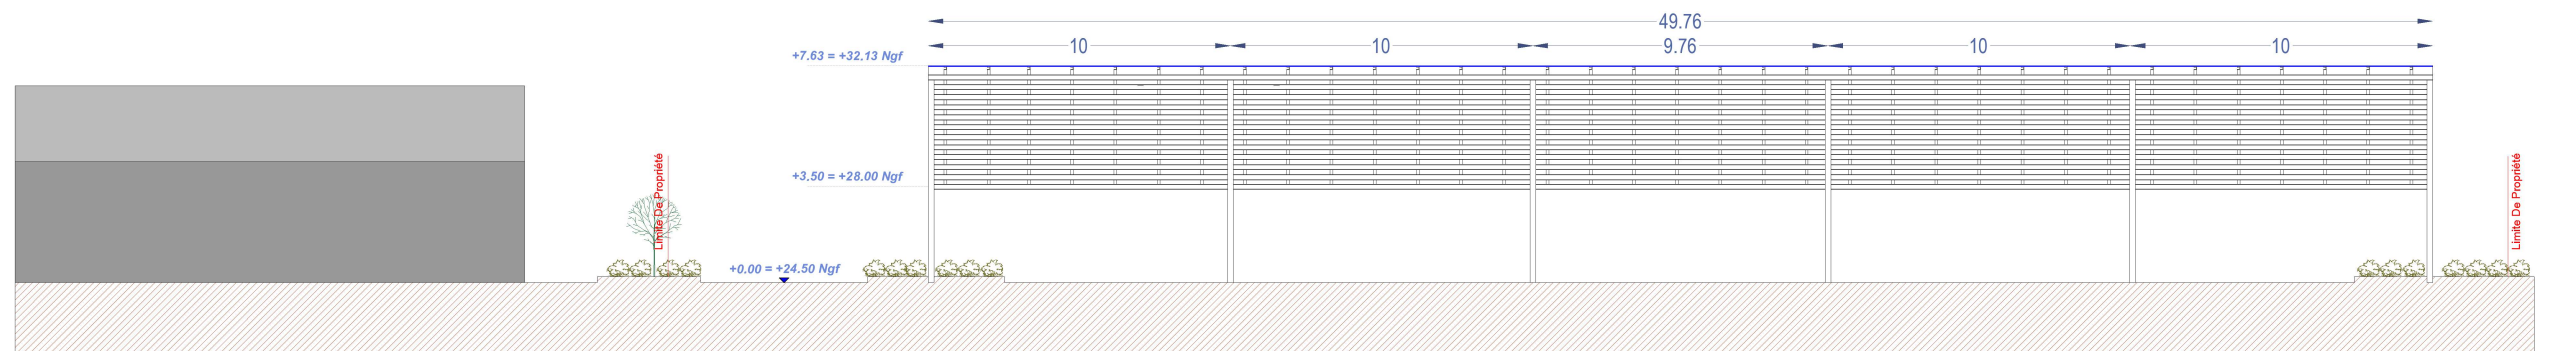 49.76
10
10
9.76
10
10
+7.63 = +32.13 Ngf
+3.50 = +28.00 Ngf
Limite De Propriété
Limite De Propriété
+0.00 = +24.50 Ngf